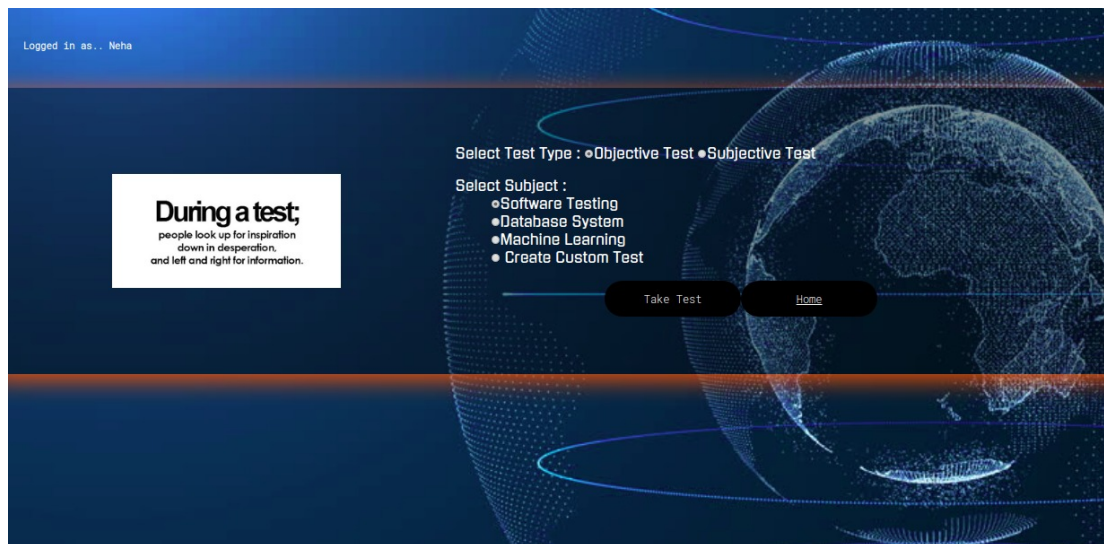 Logged in as.. Neha
Select Test Type : Objective Test Subjective Test
During a test;
people look up for inspiration
down in desperation,
and left and right for information.
Select Subject :
Software Testing
Database System
Machine Learning
Create Custom Test
Take Test Home